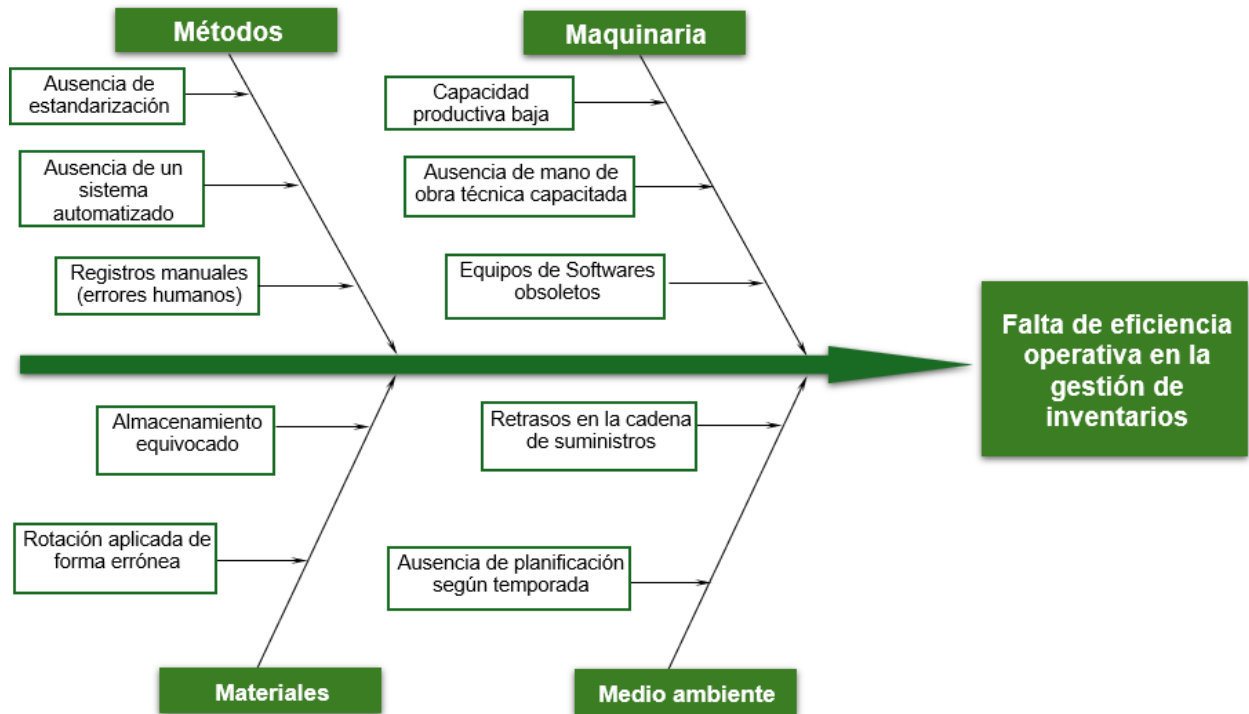 Métodos
Maquinaria
Ausencia de
estandarización
Capacidad
productiva baja
Ausencia de un
sistema
automatizado
Ausencia de mano de
obra técnica capacitada
Registros manuales
(errores humanos)
Equipos de Softwares
obsoletos
Falta de eficiencia
operativa en la
gestión de
inventarios
Almacenamiento
equivocado
Retrasos en la cadena
de suministros
Rotación aplicada de
forma errónea
Ausencia de planificación
según temporada
Materiales
Medio ambiente